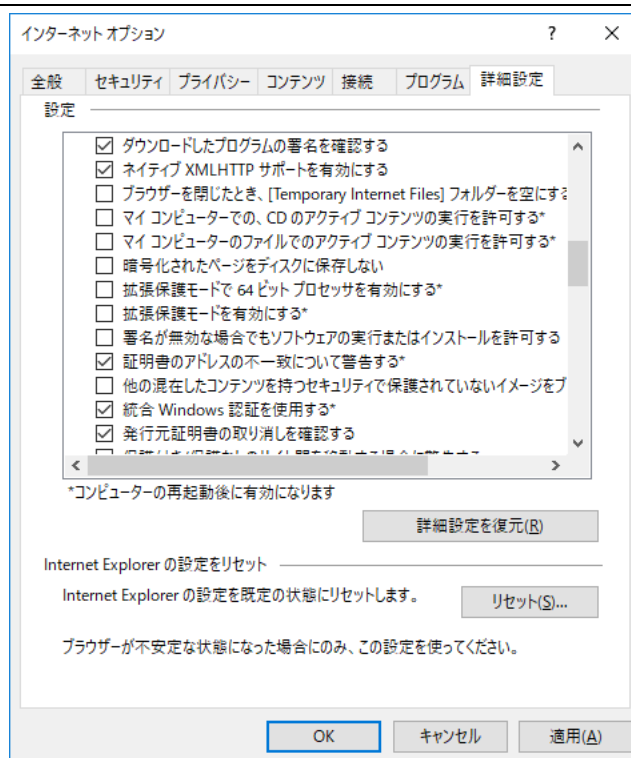 インターネット オプション ? ×
全般 セキュリティ プライバシー コンテンツ 接続 プログラム 詳細設定
設定
ダウンロードしたプログラムの署名を確認する
ネイティブ XMLHTTP サポートを有効にする
ブラウザーを閉じたとき、[Temporary Internet Files] フォルダーを空にする
マイ コンピューターでの、CD のアクティブ コンテンツの実行を許可する*
マイ コンピューターのファイルでのアクティブ コンテンツの実行を許可する*
暗号化されたページをディスクに保存しない
拡張保護モードで 64 ビット プロセッサを有効にする*
拡張保護モードを有効にする*
署名が無効な場合でもソフトウェアの実行またはインストールを許可する
証明書のアドレスの不一致について警告する*
他の混在したコンテンツを持つセキュリティで保護されていないイメージをブ
統合 Windows 認証を使用する*
発行元証明書の取り消しを確認する
*コンピューターの再起動後に有効になります
詳細設定を復元(R)
Internet Explorer の設定をリセット
Internet Explorer の設定を既定の状態にリセットします。
リセット(S)...
ブラウザーが不安定な状態になった場合にのみ、この設定を使ってください。
OK キャンセル 適用(A)